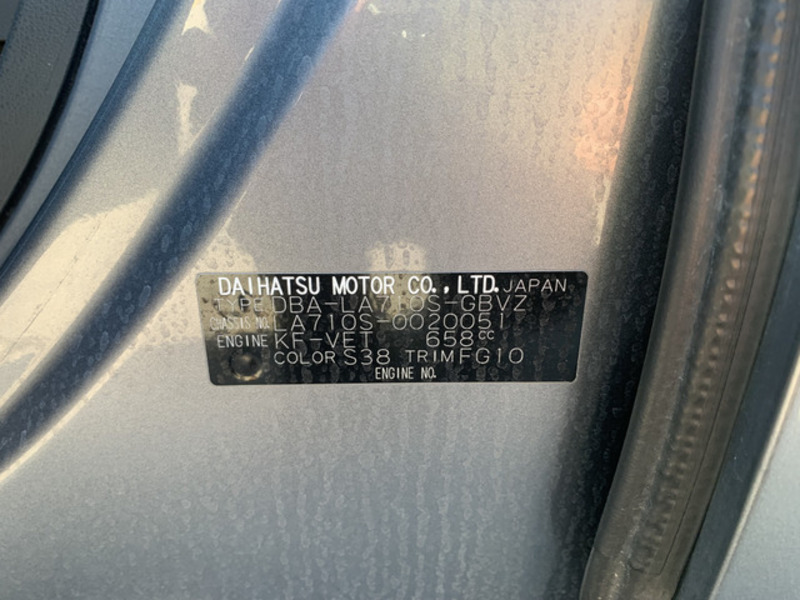 DAIHATSU MOTOR CO., LTD. JAPAN
TYPE DBA-LA710S-GBVZ
CHASSIS NO. LA710S-0020051
ENGINE KF-VET 658CC
COLOR S38 TRIM FG10
ENGINE NO.